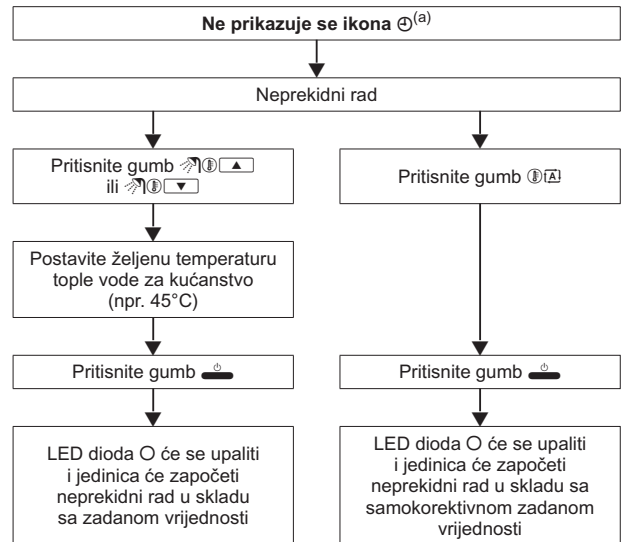 Ne prikazuje se ikona (a)
Neprekidni rad
Pritisnite gumb
ili
Postavite željenu temperaturu
tople vode za kućanstvo
(npr. 45°C)
Pritisnite gumb
LED dioda će se upaliti
i jedinica će započeti
neprekidni rad u skladu
sa zadanom vrijednosti
Pritisnite gumb A
Pritisnite gumb
LED dioda će se upaliti
i jedinica će započeti
neprekidni rad u skladu sa
samokorektivnom zadanom
vrijednosti